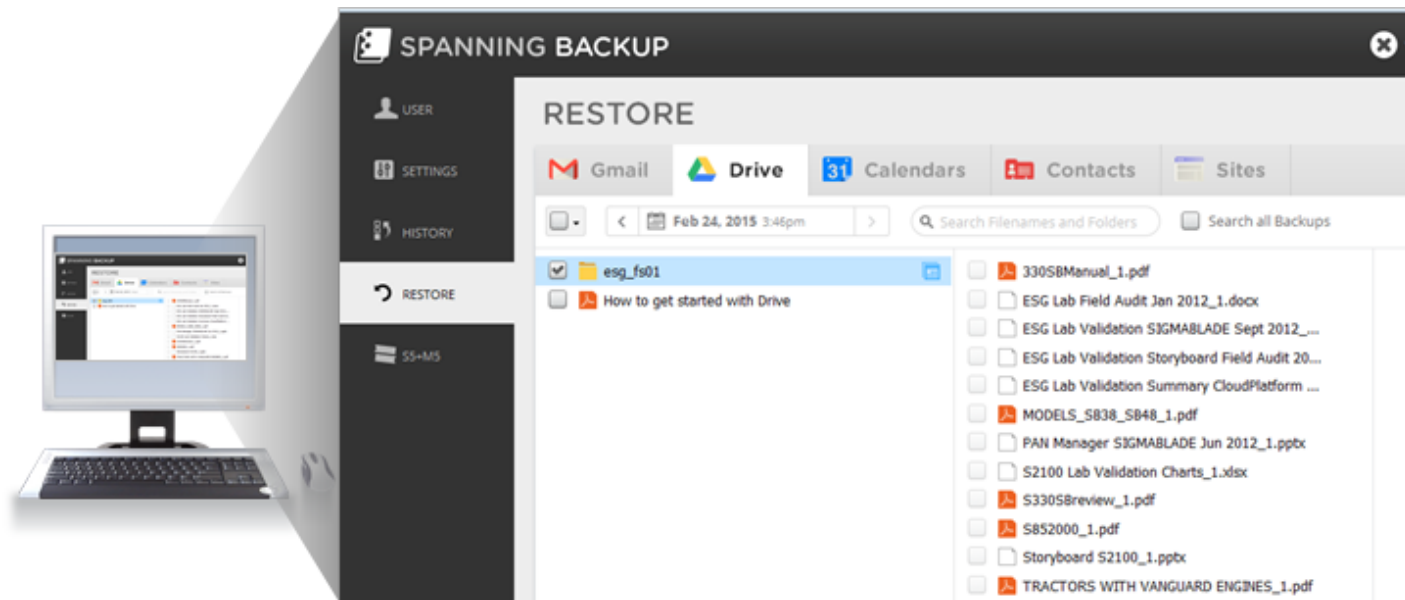 SPANNING BACKUP
USER
SETTINGS
HISTORY
RESTORE
S5+M5
RESTORE
Gmail
Drive
31 Calendars
Contacts
Sites
Feb 24, 2015 3:46pm
Search Filenames and Folders
Search all Backups
esg_fs01
How to get started with Drive
330SBManual_1.pdf
ESG Lab Field Audit Jan 2012_1.docx
ESG Lab Validation SIGMABLADE Sept 2012_...
ESG Lab Validation Storyboard Field Audit 20...
ESG Lab Validation Summary CloudPlatform ...
MODELS_SB38_SB48_1.pdf
PAN Manager SIGMABLADE Jun 2012_1.pptx
S2100 Lab Validation Charts_1.xlsx
S330SBreview_1.pdf
S852000_1.pdf
Storyboard S2100_1.pptx
TRACTORS WITH VANGUARD ENGINES_1.pdf